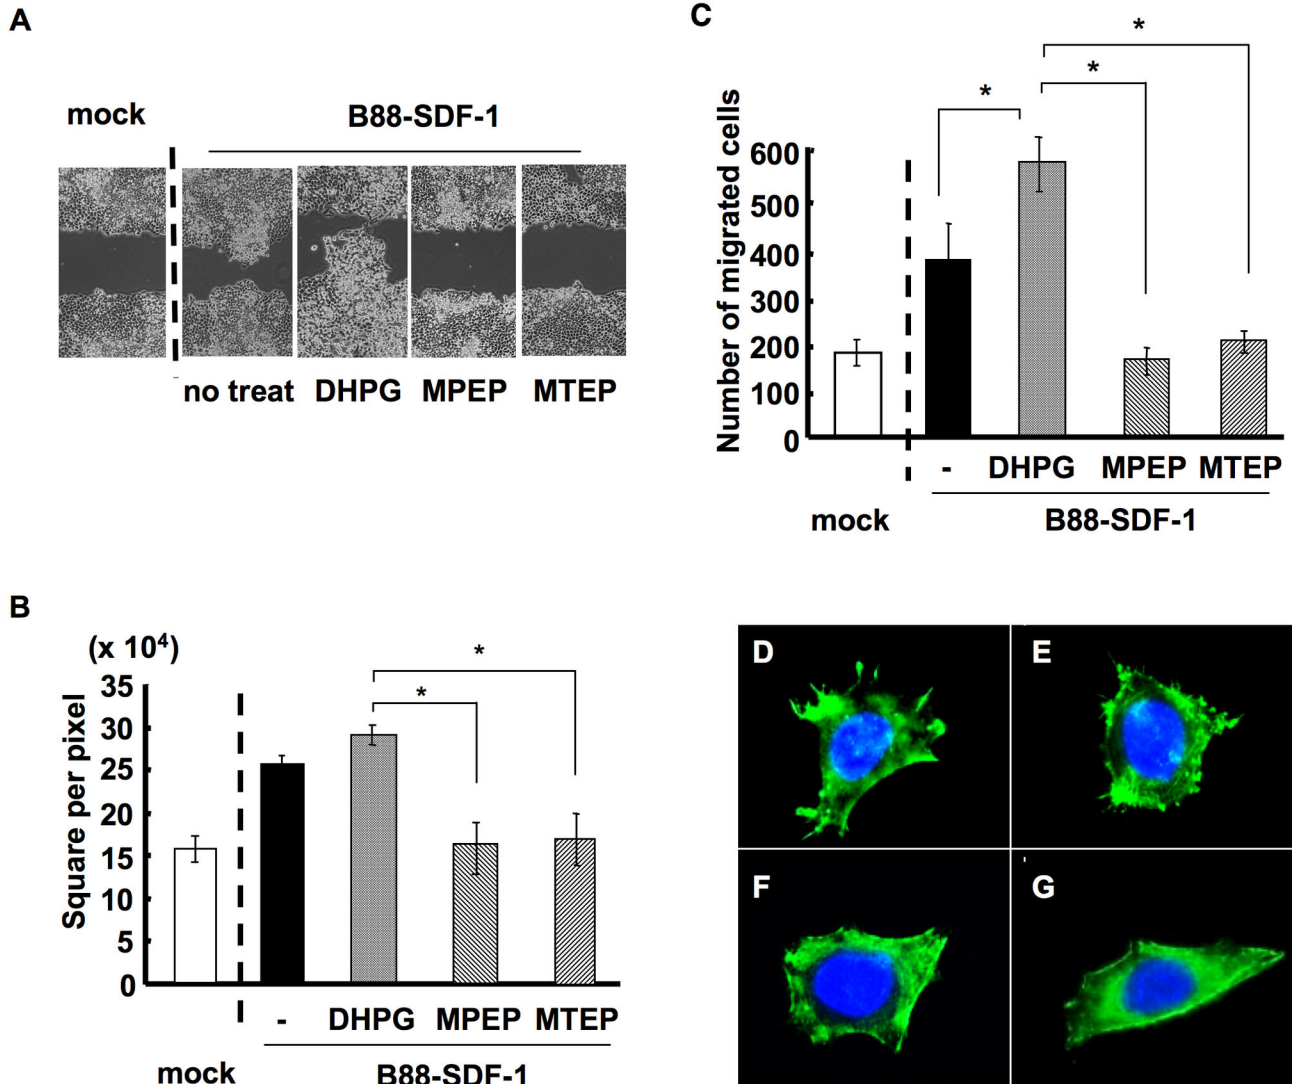 A
mock
B88-SDF-1
no treat DHPG MPEP MTEP
B
(x 10⁴)
Square per pixel
35
30
25
20
15
10
5
0
* *
- DHPG MPEP MTEP
mock B88-SDF-1
C
Number of migrated cells
600
500
400
300
200
100
0
* * *
- DHPG MPEP MTEP
mock B88-SDF-1
D
E
F
G